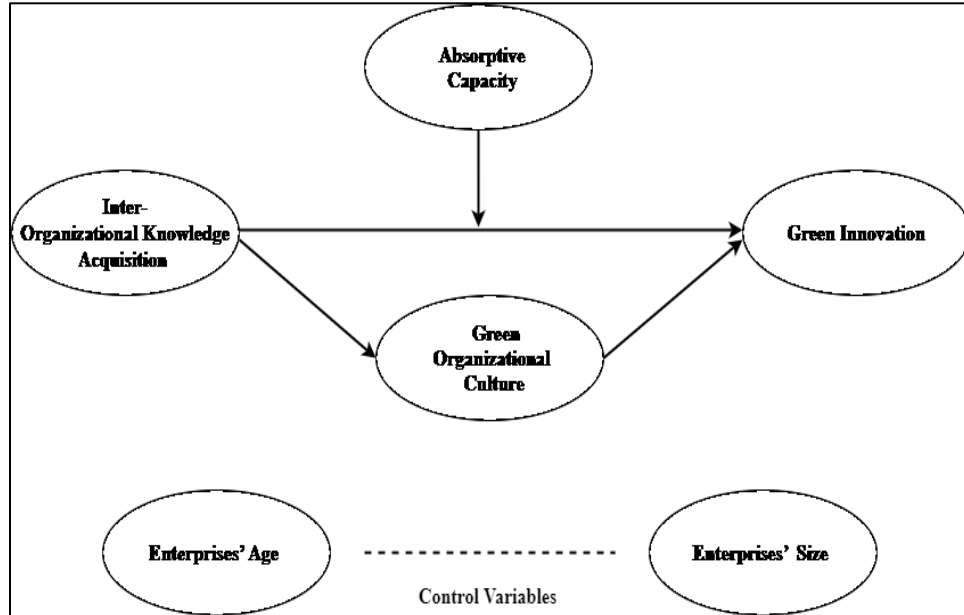 Absorptive
Capacity
Inter-
Organizational Knowledge
Acquisition
Green Innovation
Green
Organizational
Culture
Enterprises' Age
Enterprises' Size
Control Variables